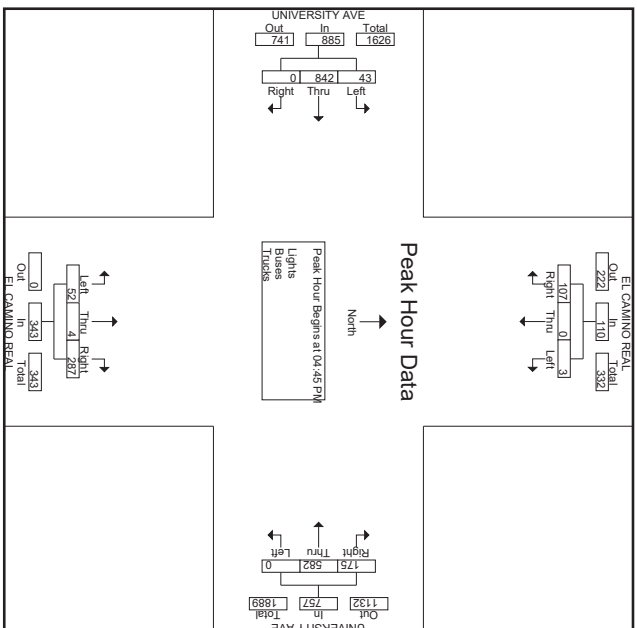 UNIVERSITY AVE
Out In Total
741 885 1626
0 842 43
Right Thru Left
Peak Hour Data
North
Peak Hour Begins at 04:45 PM
Lights
Buses
Trucks
EL CAMINO REAL
Out In Total
222 110 332
107 0 3
Right Thru Left
Left Thru Right
52 4 287
Out In Total
0 343 343
EL CAMINO REAL
Left Thru Right
0 582 175
Total In Out
1889 757 1132
UNIVERSITY AVE